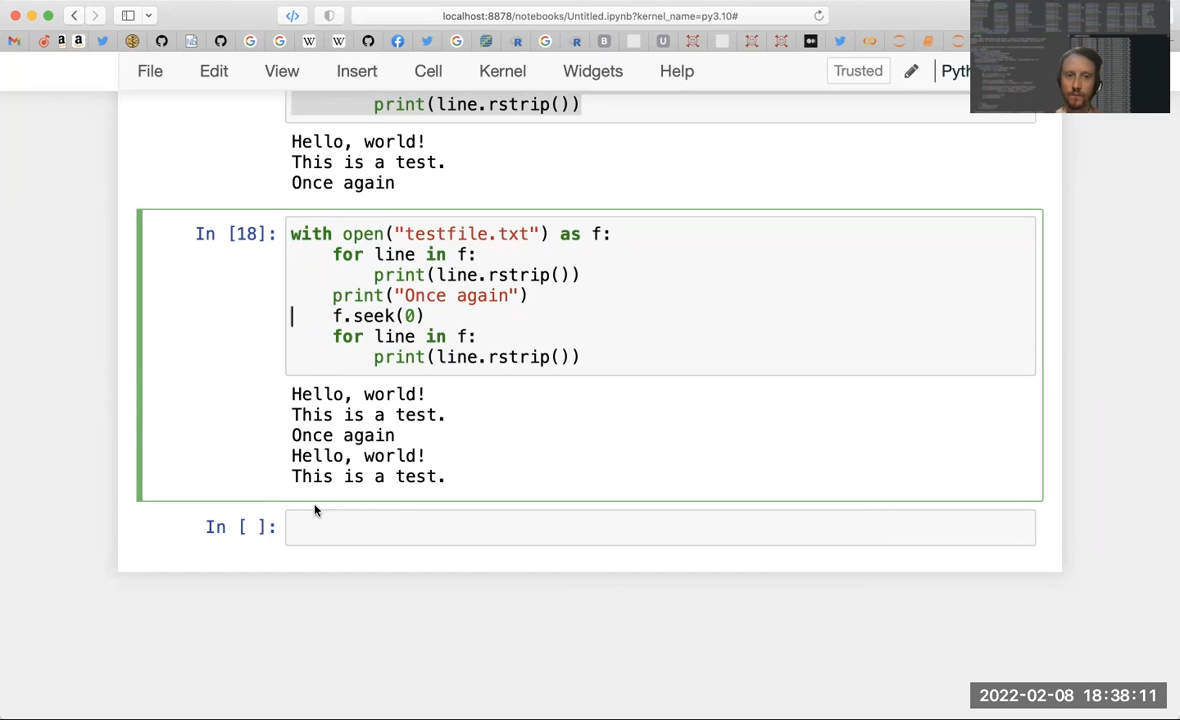 localhost:8878/notebooks/Untitled.ipynb?kernel_name=py3.10#
File Edit View Insert Cell Kernel Widgets Help Trusted Pyth
print(line.rstrip())
Hello, world!
This is a test.
Once again
In [18]:
with open("testfile.txt") as f:
    for line in f:
        print(line.rstrip())
    print("Once again")
    f.seek(0)
    for line in f:
        print(line.rstrip())
Hello, world!
This is a test.
Once again
Hello, world!
This is a test.
In [ ]:
2022-02-08 18:38:11